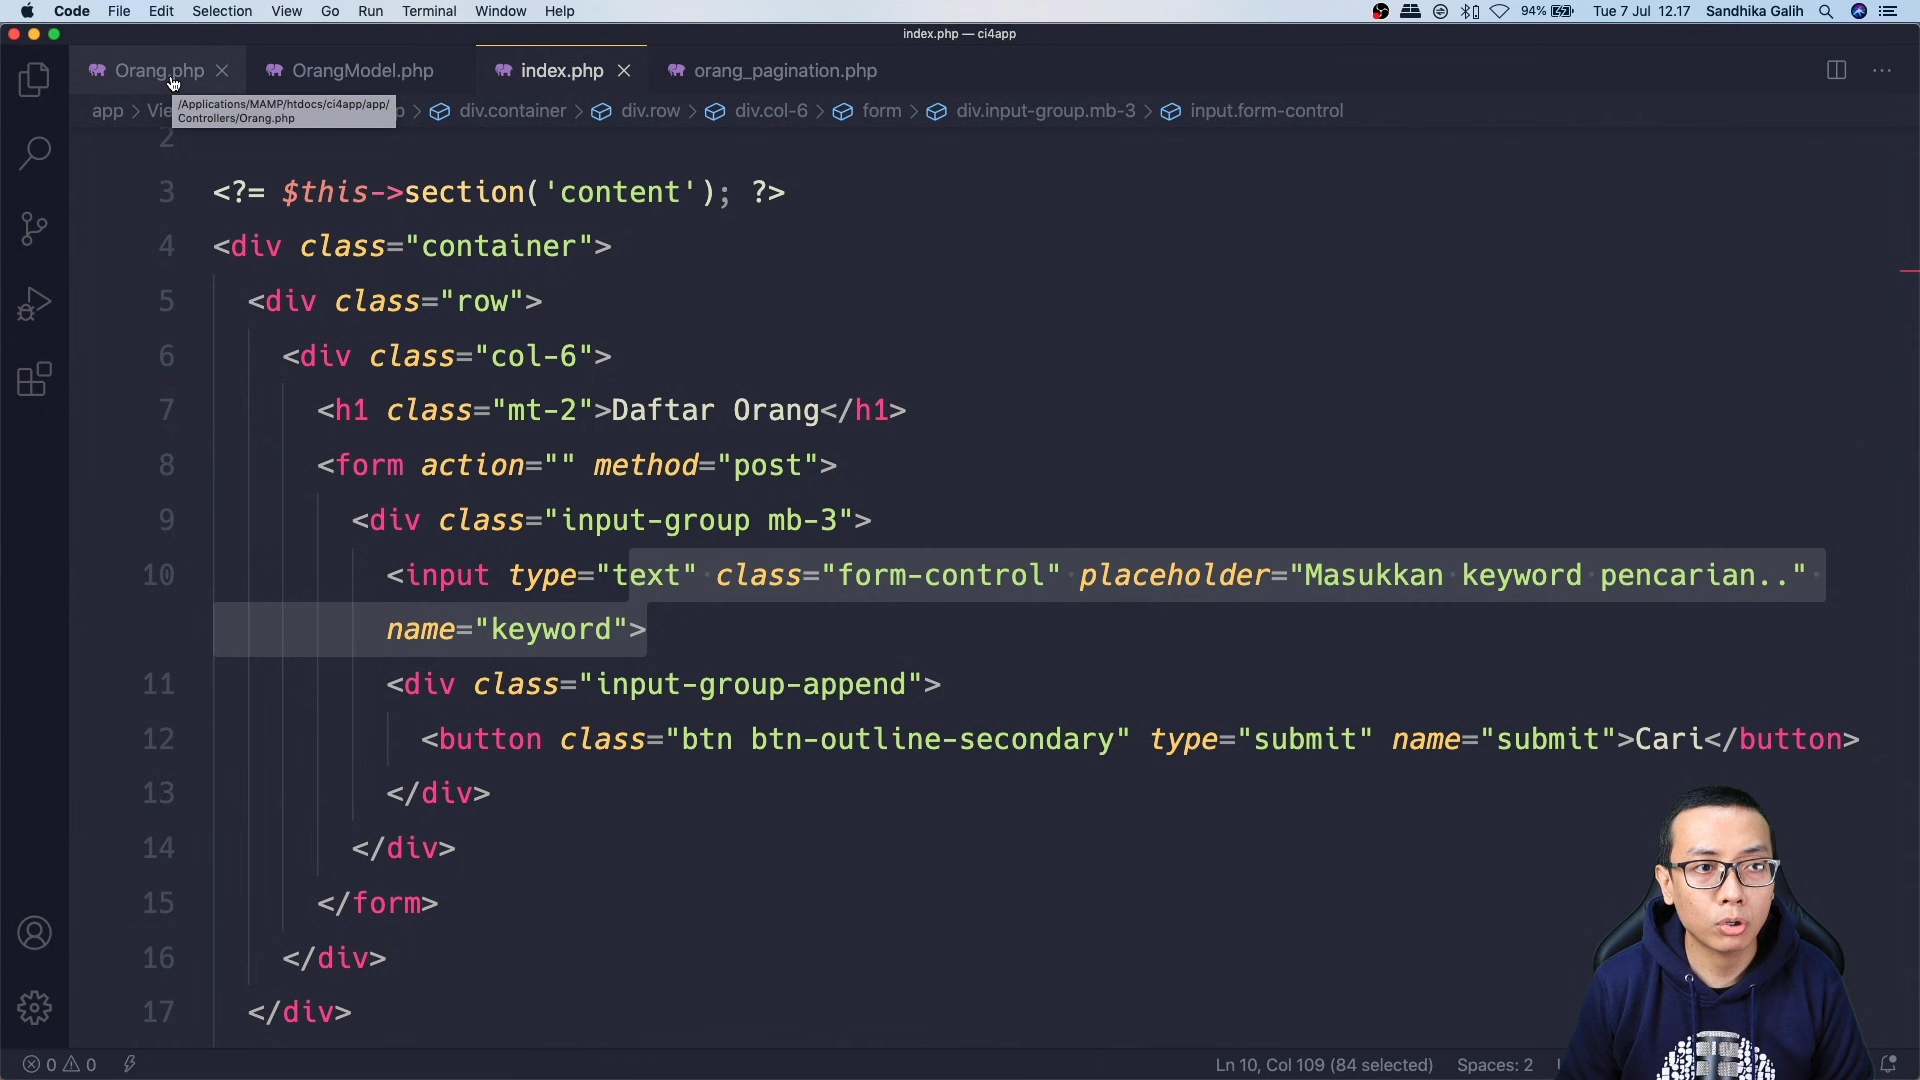 Code File Edit Selection View Go Run Terminal Window Help 94% Tue 7 Jul 12.17 Sandhika Galih
index.php — ci4app
Orang.php OrangModel.php index.php orang_pagination.php
app > Vie > div.container > div.row > div.col-6 > form > div.input-group.mb-3 > input.form-control
/Applications/MAMP/htdocs/ci4app/app/
Controllers/Orang.php
2
3 <?= $this->section('content'); ?>
4 <div class="container">
5 <div class="row">
6 <div class="col-6">
7 <h1 class="mt-2">Daftar Orang</h1>
8 <form action="" method="post">
9 <div class="input-group mb-3">
10 <input type="text" class="form-control" placeholder="Masukkan keyword pencarian.."
name="keyword">
11 <div class="input-group-append">
12 <button class="btn btn-outline-secondary" type="submit" name="submit">Cari</button>
13 </div>
14 </div>
15 </form>
16 </div>
17 </div>
0 0 Ln 10, Col 109 (84 selected) Spaces: 2